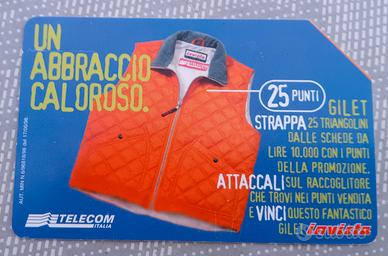 UN
ABBRACCIO
CALOROSO.
invicta
25 PUNTI
GILET
STRAPPA 25 TRIANGOLINI
DALLE SCHEDE DA
LIRE 10.000 CON I PUNTI
DELLA PROMOZIONE.
ATTACCALI SUL RACCOGLITORE
CHE TROVI NEI PUNTI VENDITA
E VINCI QUESTO FANTASTICO
GILET invicta
TELECOM
ITALIA